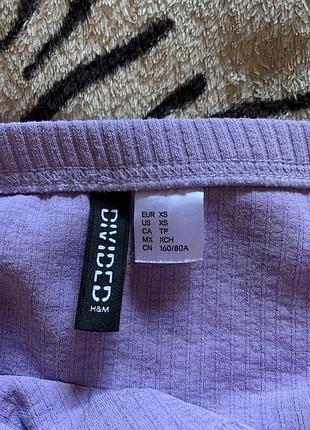 DIVIDED
H&M
EUR XS
US XS
CA TP
MX XCH
CN 160/80A